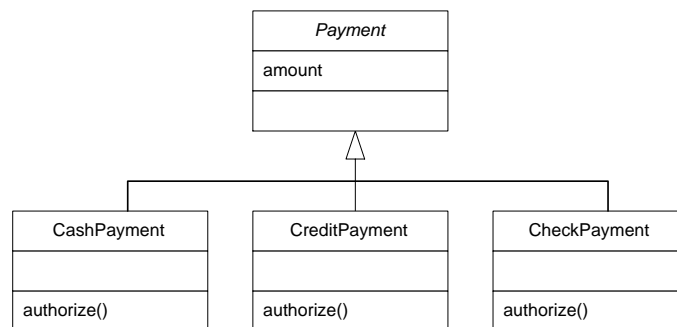 Payment
amount
CashPayment
CreditPayment
CheckPayment
authorize()
authorize()
authorize()